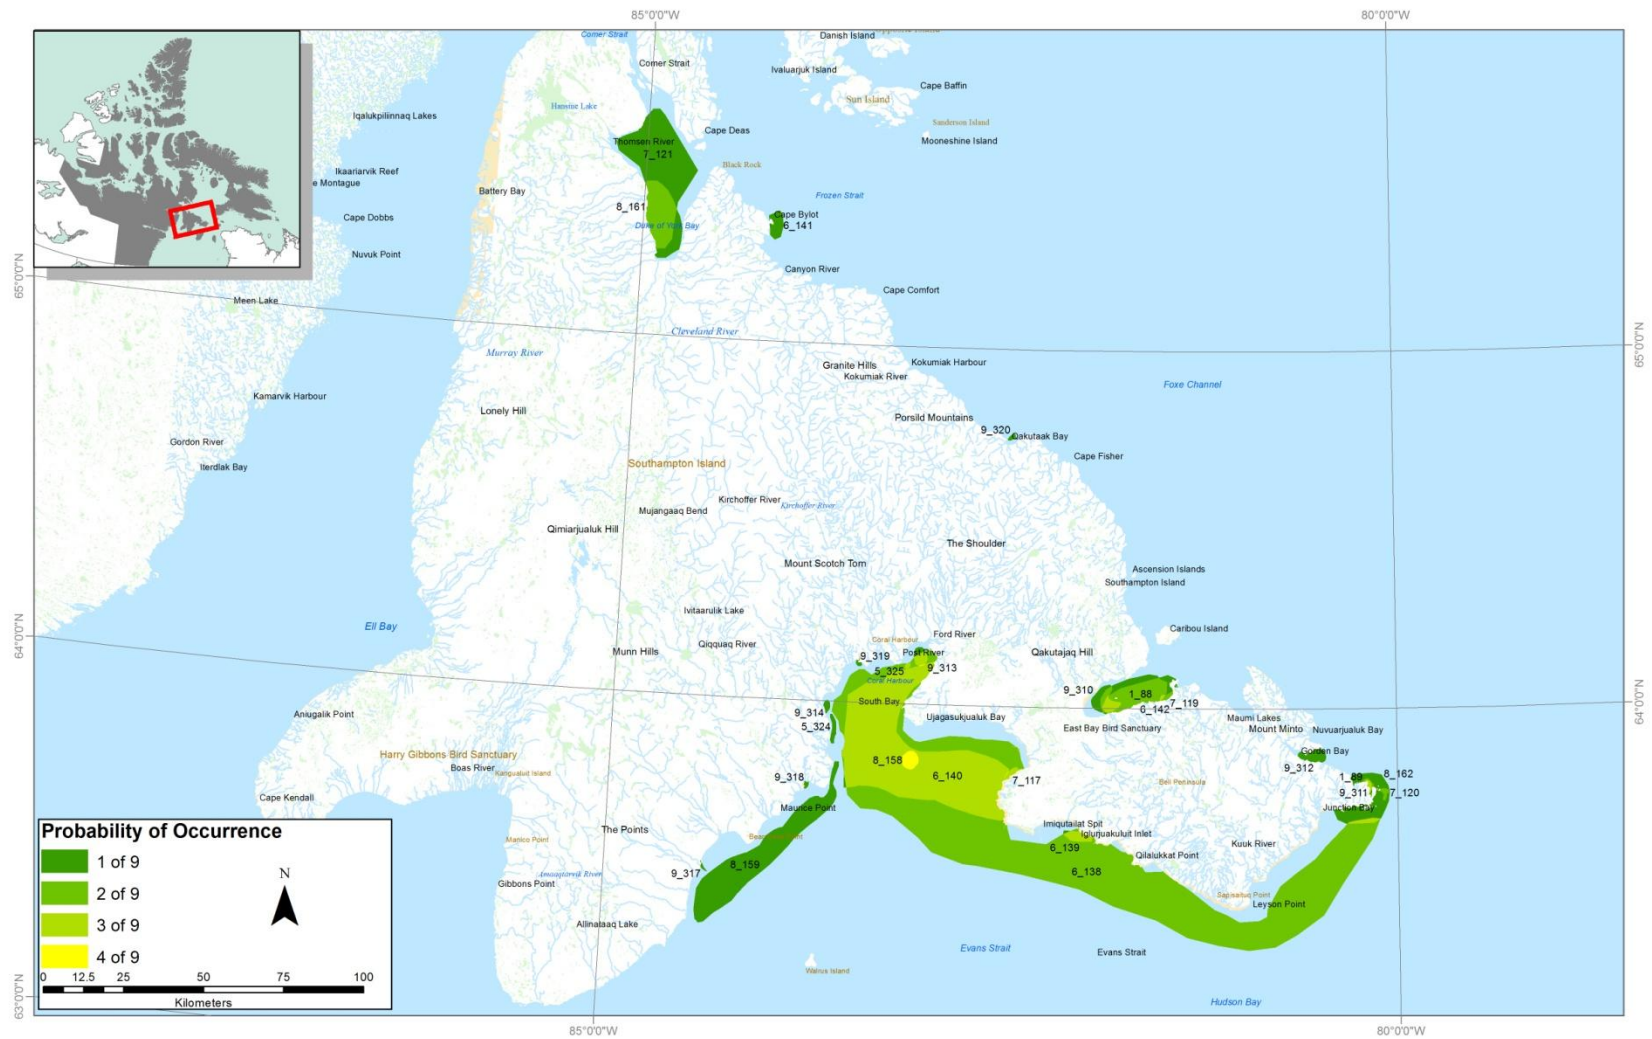 85°0'0"W
80°0'0"W
Comer Strait
Danish Island
Comer Strait
Ivaluarjuk Island
Cape Baffin
Sun Island
Hansine Lake
Iqalukpiliinnaq Lakes
Sanderson Island
Cape Deas
Thomsen River
Mooneshine Island
7_121
Black Rock
Ikaariarvik Reef
e Montague
Battery Bay
Frozen Strait
8_161
Cape Bylot
Cape Dobbs
Duke of York Bay
6_141
Nuvuk Point
Canyon River
65°0'0"N
Cape Comfort
Meen Lake
Cleveland River
65°0'0"N
Murray River
Granite Hills
Kokumiak Harbour
Kokumiak River
Foxe Channel
Kamarvik Harbour
Lonely Hill
Porsild Mountains
9_320
Qakutaak Bay
Gordon River
Cape Fisher
Southampton Island
Iterdlak Bay
Kirchoffer River
Kirchoffer River
Mujangaaq Bend
Qimiarjualuk Hill
The Shoulder
Mount Scotch Tom
Ascension Islands
Southampton Island
Ivitaarulik Lake
Ell Bay
Caribou Island
64°0'0"N
Ford River
Coral Harbour
Qiqquaq River
Munn Hills
Post River
Qakutajaq Hill
9_319
5_325
9_313
Coral Harbour
9_310
1_88
South Bay
7_119
6_142
64°0'0"N
9_314
Aniugalik Point
Ujagasukjualuk Bay
Maumi Lakes
5_324
East Bay Bird Sanctuary
Mount Minto
Nuvuarjualuk Bay
Harry Gibbons Bird Sanctuary
Gorden Bay
8_158
Boas River
Kangualuit Island
9_318
6_140
7_117
9_312
1_89
8_162
Bell Peninsula
9_311
7_120
Cape Kendall
Maurice Point
Junction Bay
Imiqutailat Spit
The Points
Iglurjuakuluit Inlet
Manico Point
6_139
Kuuk River
Qilalukkat Point
8_159
9_317
6_138
Gibbons Point
Leyson Point
Allinataaq Lake
Evans Strait
Evans Strait
Walrus Island
Hudson Bay
63°0'0"N
Probability of Occurrence
1 of 9
2 of 9
3 of 9
4 of 9
N
0 12.5 25 50 75 100
Kilometers
85°0'0"W
80°0'0"W